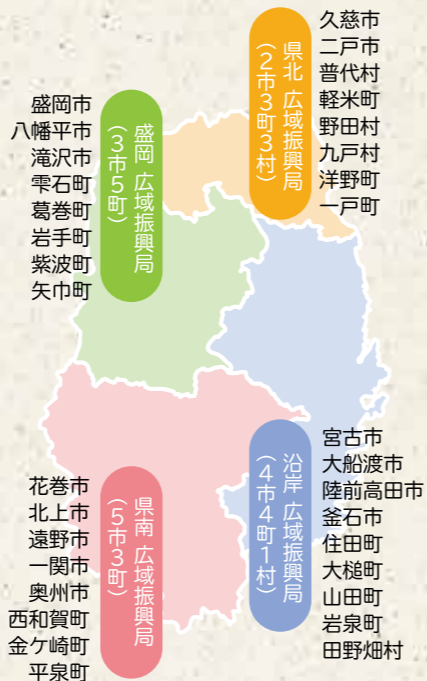 盛岡 広域振興局
（3市5町）
盛岡市
八幡平市
滝沢市
雫石町
葛巻町
岩手町
紫波町
矢巾町
県北 広域振興局
（2市3町3村）
久慈市
二戸市
普代村
軽米町
野田村
九戸村
洋野町
一戸町
県南 広域振興局
（5市3町）
花巻市
北上市
遠野市
一関市
奥州市
西和賀町
金ケ崎町
平泉町
沿岸 広域振興局
（4市4町1村）
宮古市
大船渡市
陸前高田市
釜石市
住田町
大槌町
山田町
岩泉町
田野畑村